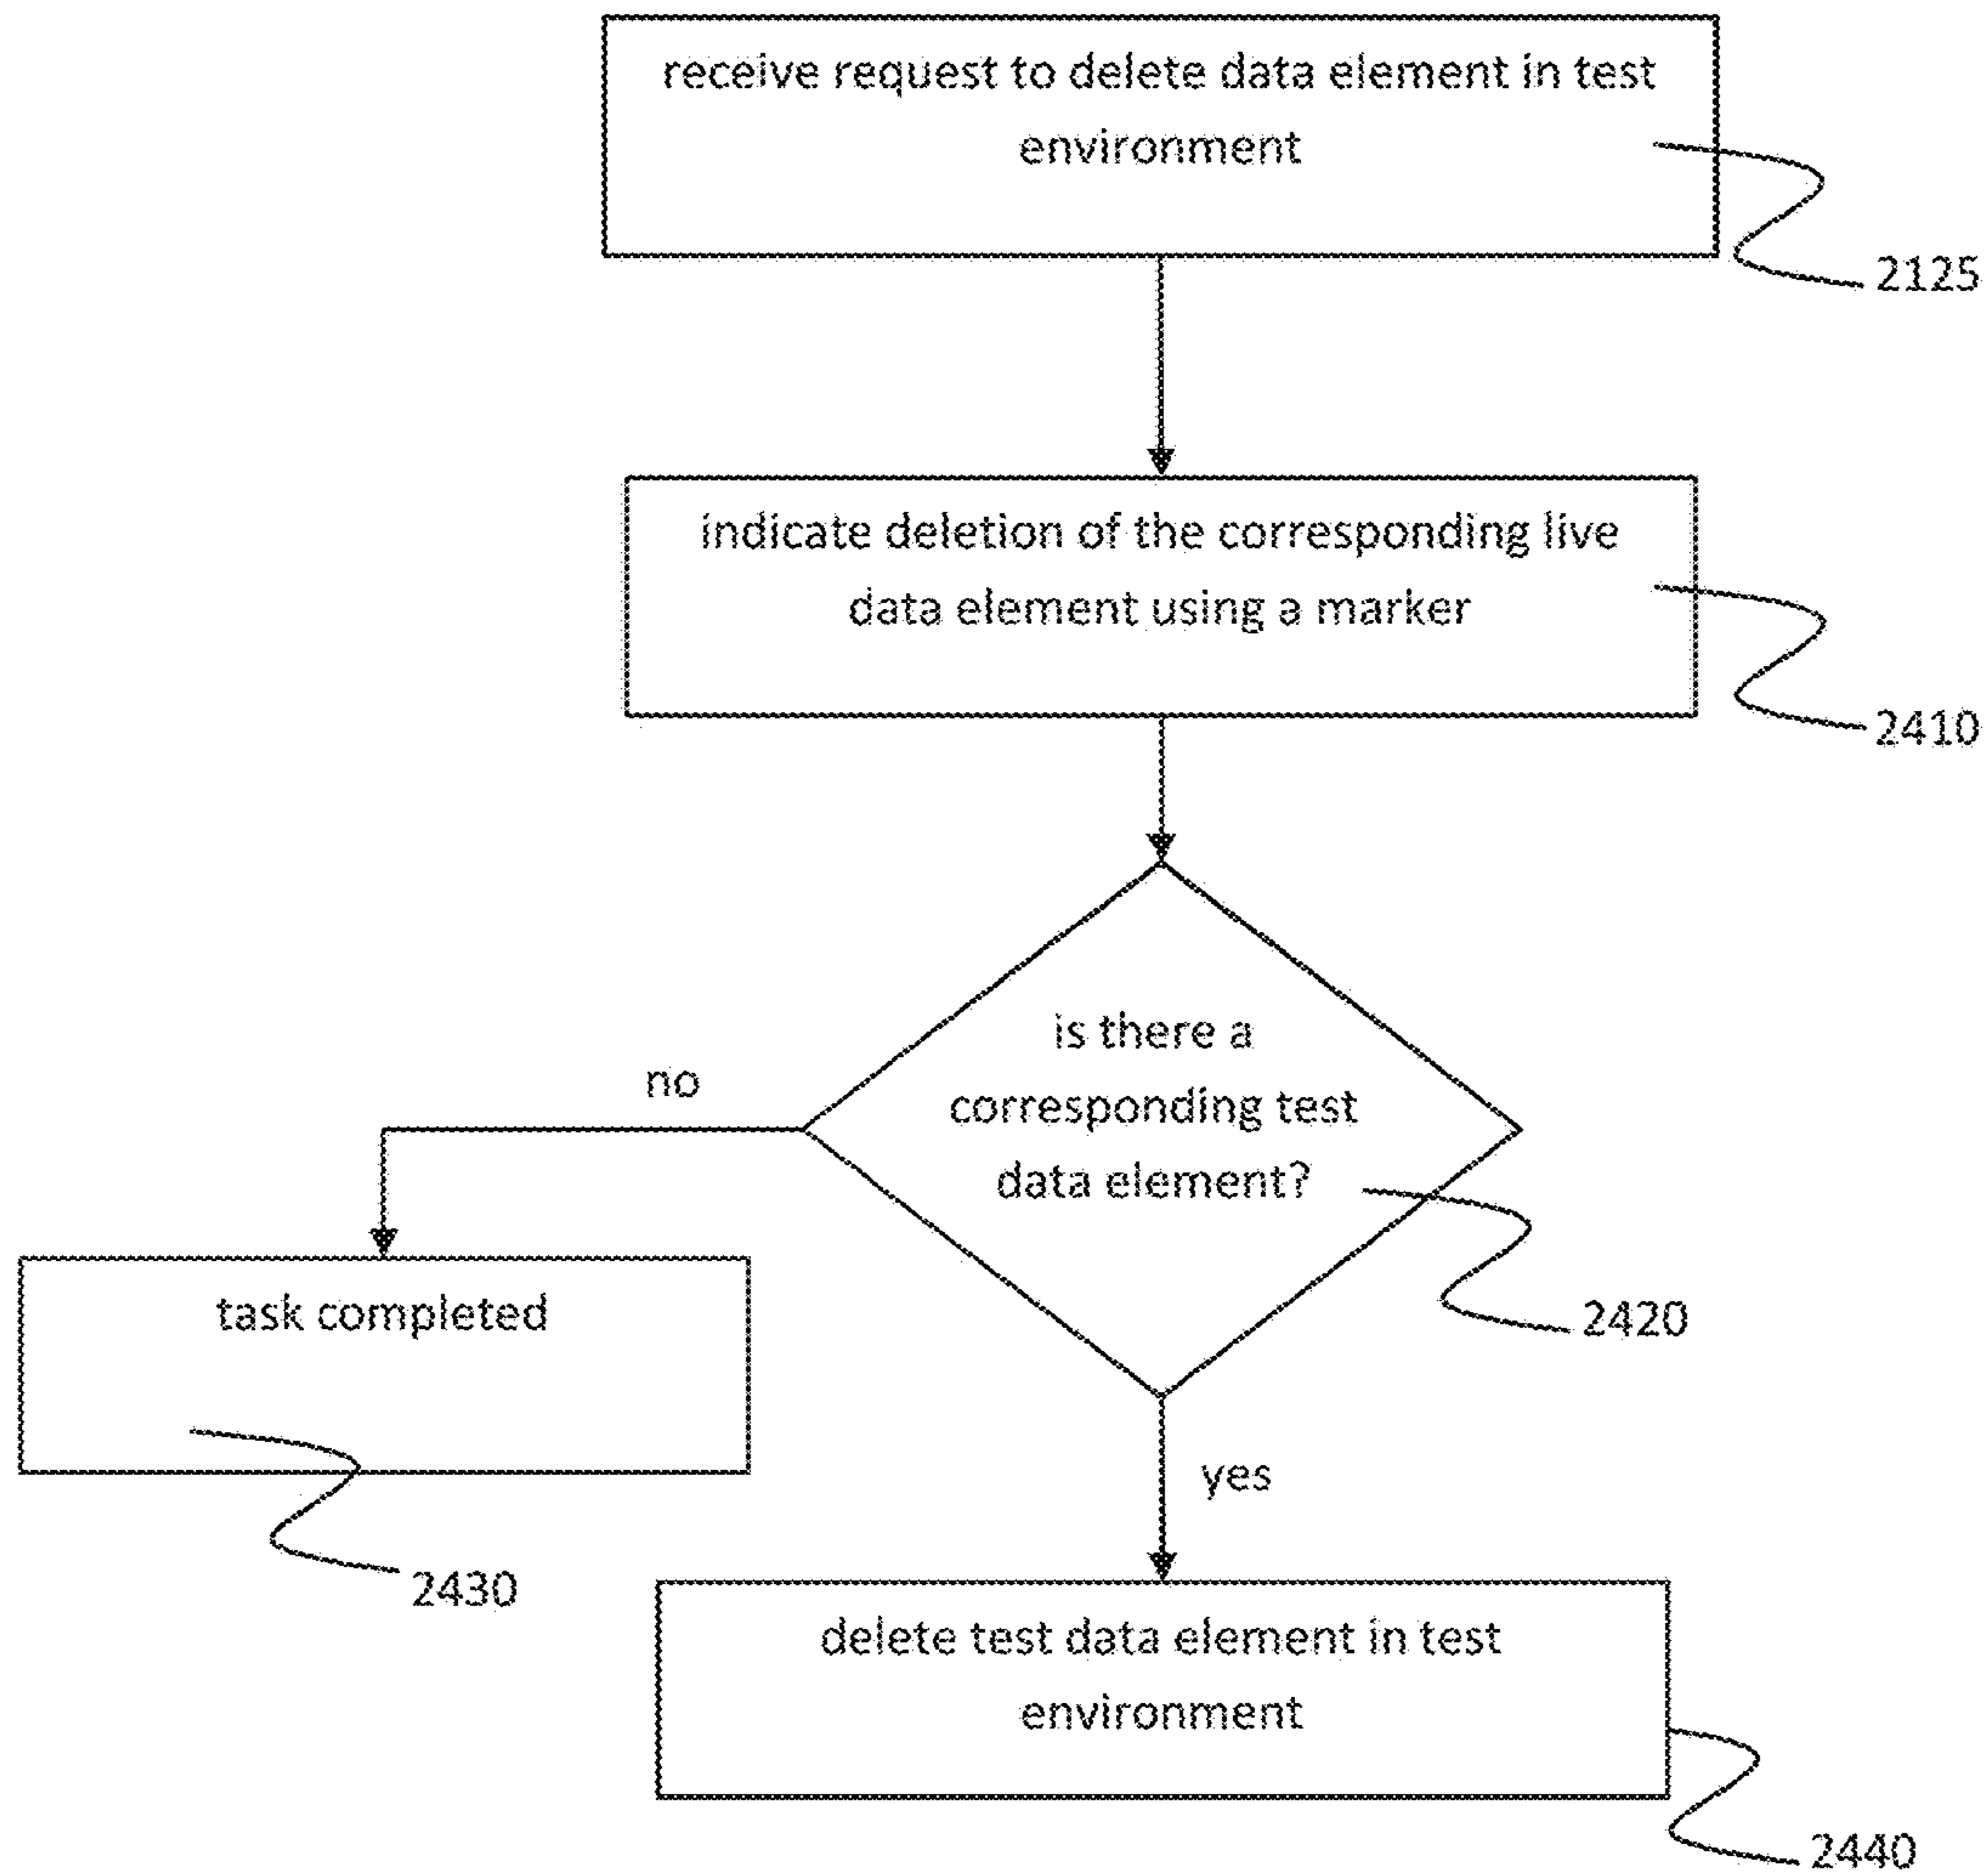 receive request to delete data element in test
environment
2125
indicate deletion of the corresponding live
data element using a marker
2410
is there a
corresponding test
data element?
2420
no
task completed
2430
yes
delete test data element in test
environment
2440